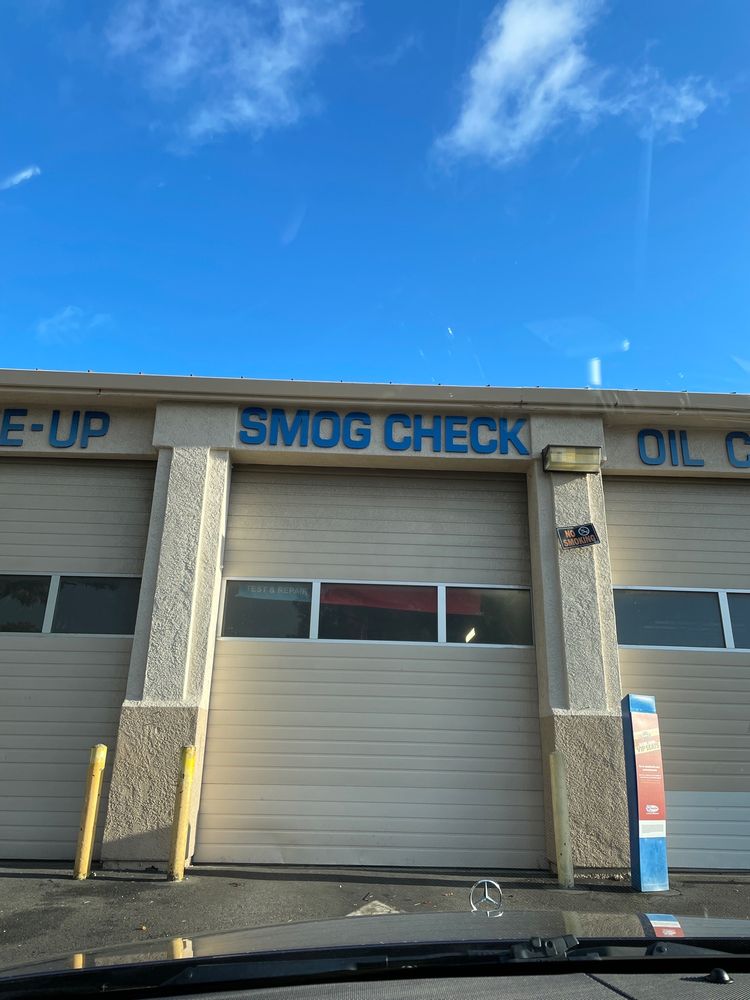 E-UP
SMOG CHECK
OIL C
NO
SMOKING
TEST & REPAIR